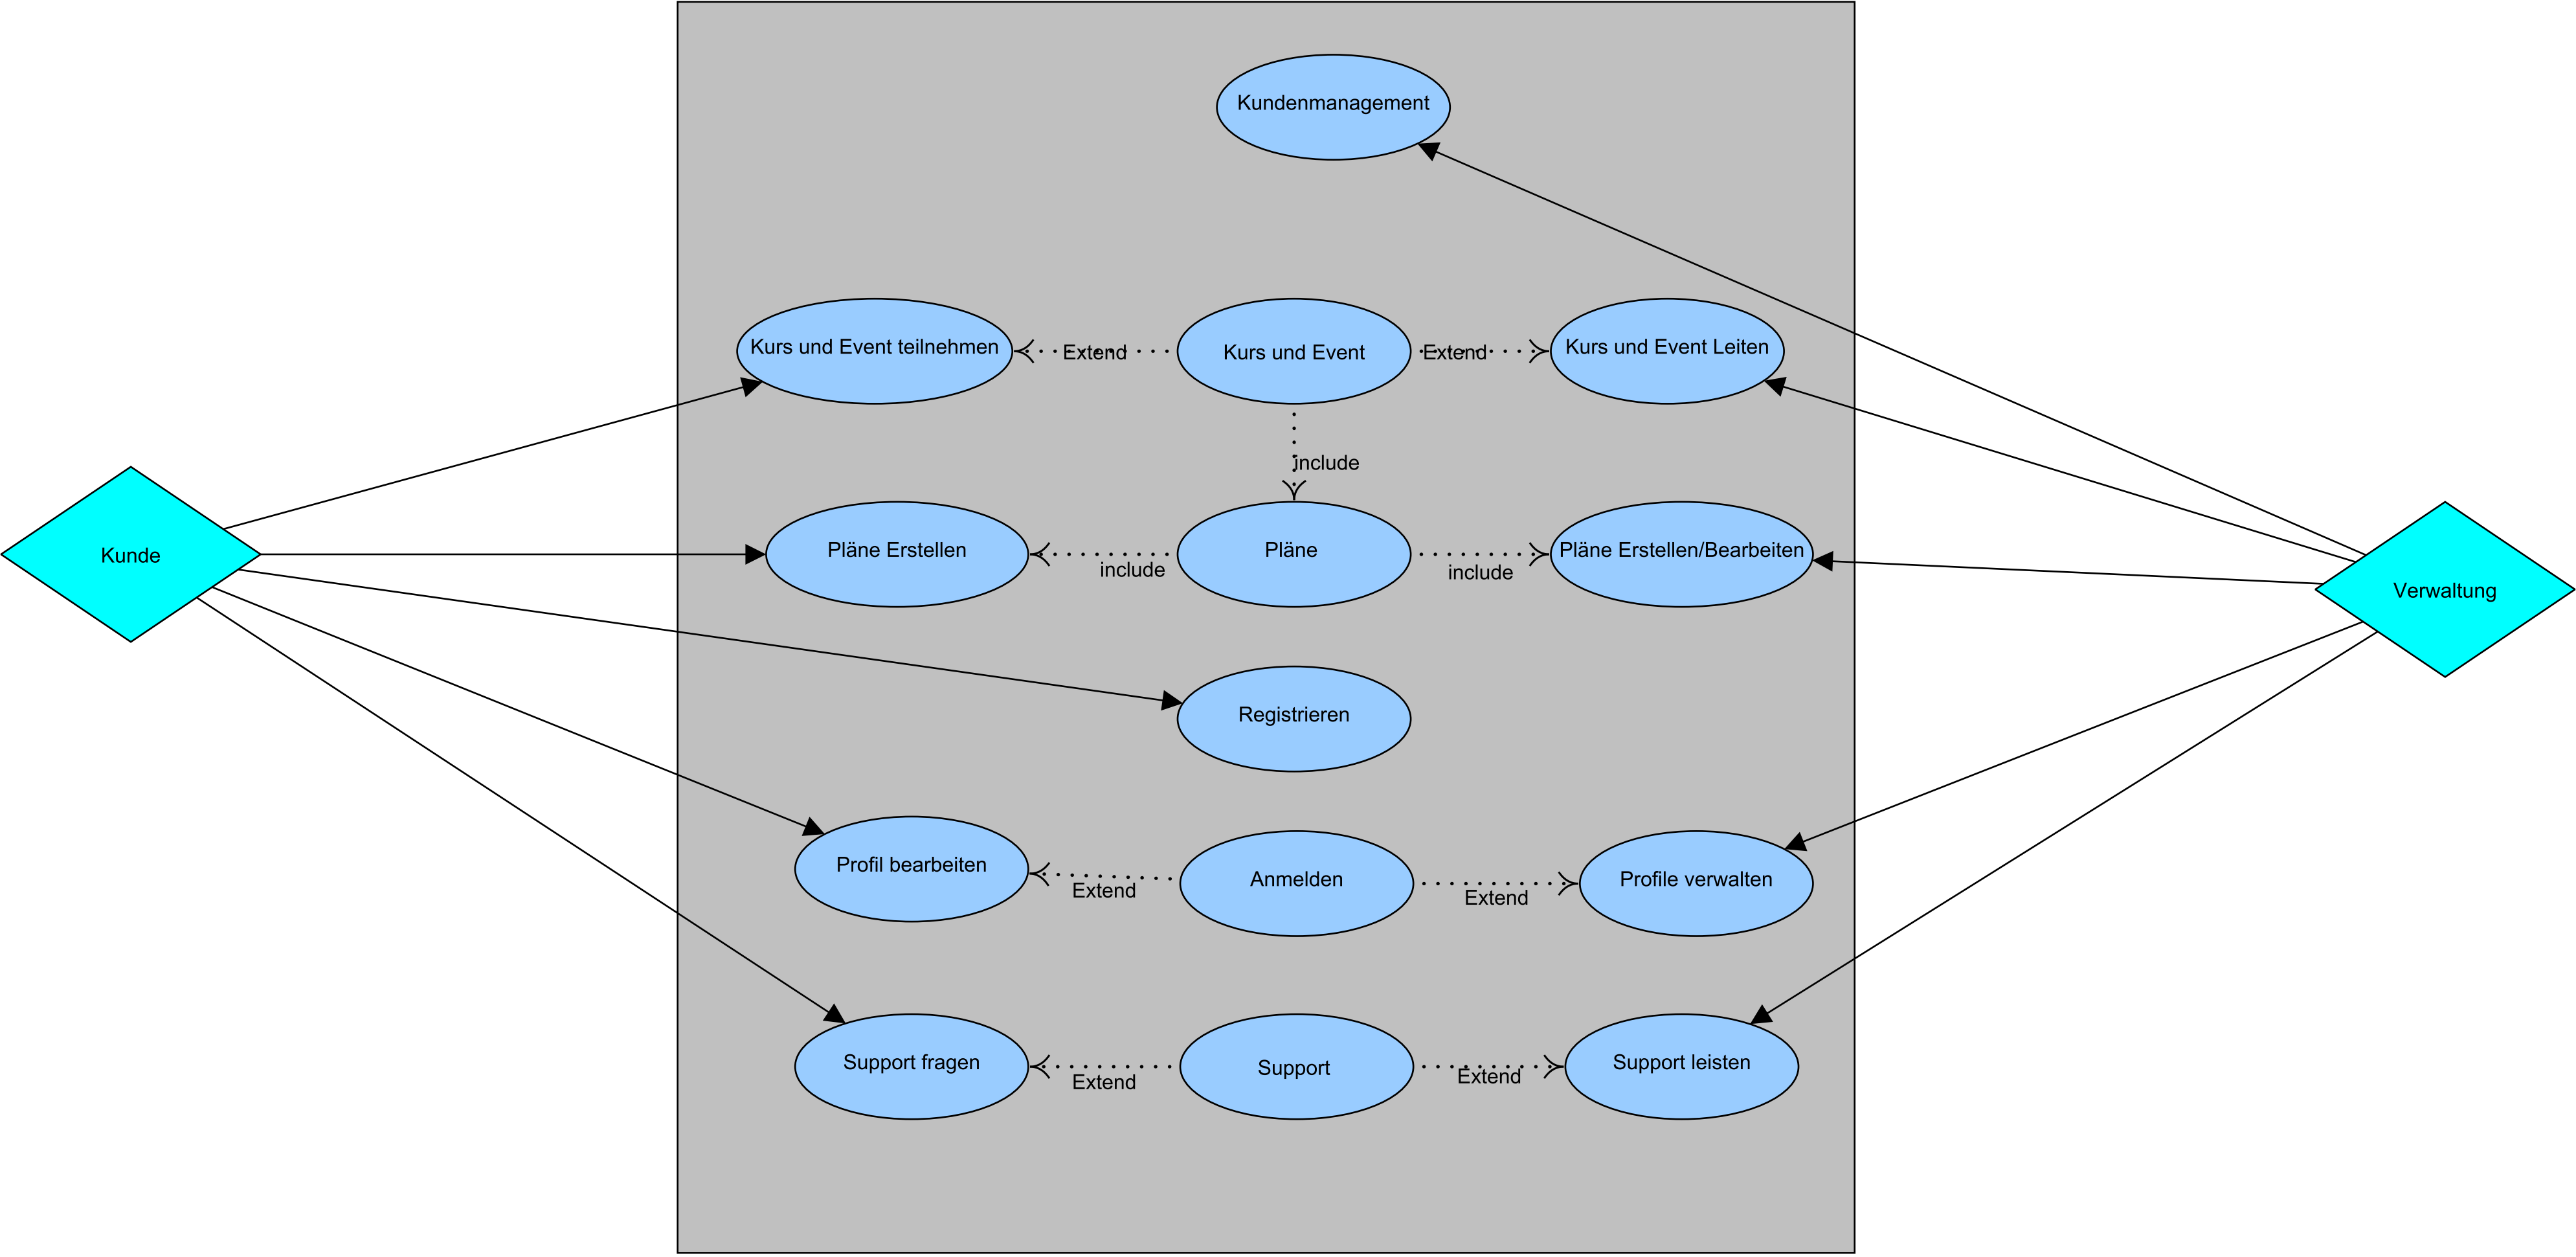 Kundenmanagement
Kurs und Event teilnehmen
Extend
Kurs und Event
Extend
Kurs und Event Leiten
include
Kunde
Pläne Erstellen
include
Pläne
include
Pläne Erstellen/Bearbeiten
Verwaltung
Registrieren
Profil bearbeiten
Extend
Anmelden
Extend
Profile verwalten
Support fragen
Extend
Support
Extend
Support leisten